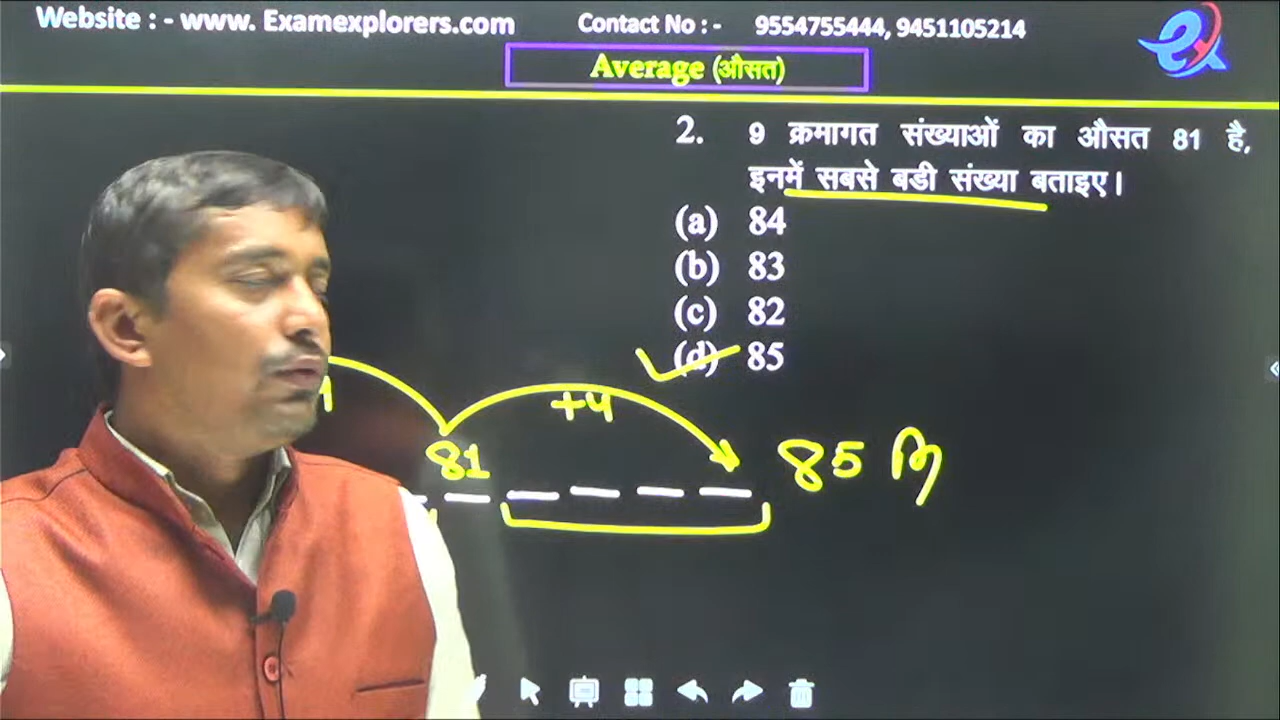 Website : - www. Examexplorers.com Contact No : - 9554755444, 9451105214
Average (औसत)
2. 9 क्रमागत संख्याओं का औसत 81 है,
इनमें सबसे बडी संख्या बताइए।
(a) 84
(b) 83
(c) 82
(d) 85
+4
81
85